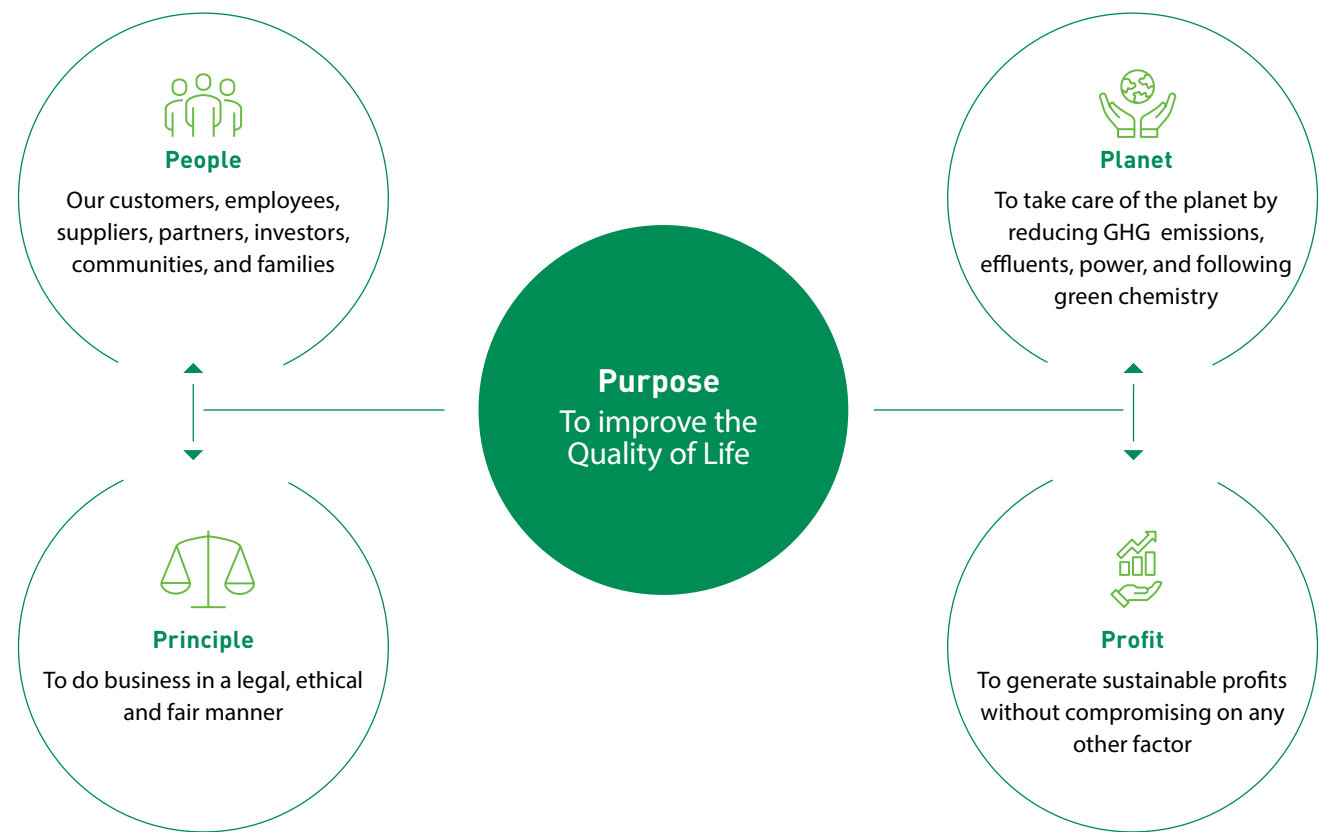 People
Our customers, employees,
suppliers, partners, investors,
communities, and families
Planet
To take care of the planet by
reducing GHG emissions,
effluents, power, and following
green chemistry
Purpose
To improve the
Quality of Life
Principle
To do business in a legal, ethical
and fair manner
Profit
To generate sustainable profits
without compromising on any
other factor